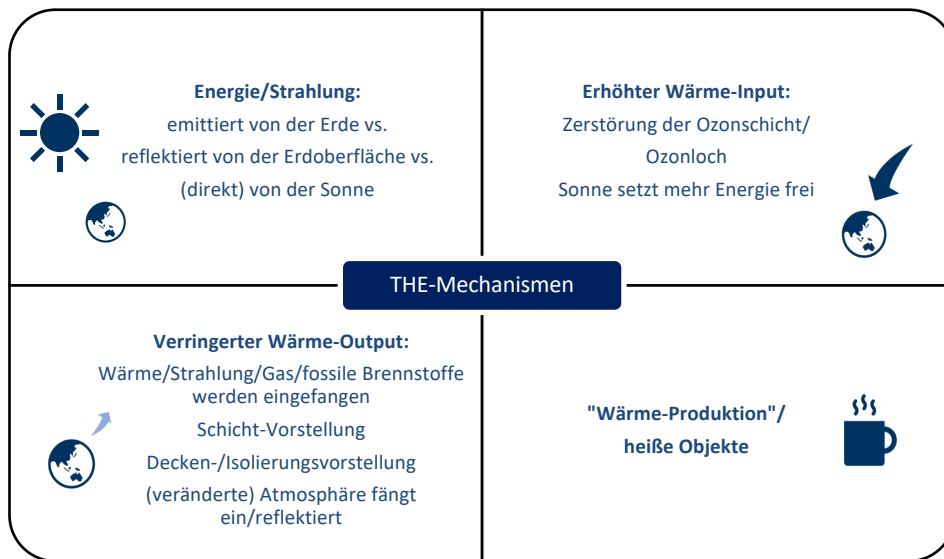 Energie/Strahlung:
emittiert von der Erde vs.
reflektiert von der Erdoberfläche vs.
(direkt) von der Sonne
Erhöhter Wärme-Input:
Zerstörung der Ozonschicht/
Ozonloch
Sonne setzt mehr Energie frei
THE-Mechanismen
Verringerter Wärme-Output:
Wärme/Strahlung/Gas/fossile Brennstoffe
werden eingefangen
Schicht-Vorstellung
Decken-/Isolierungsvorstellung
(veränderte) Atmosphäre fängt
ein/reflektiert
"Wärme-Produktion"/
heiße Objekte